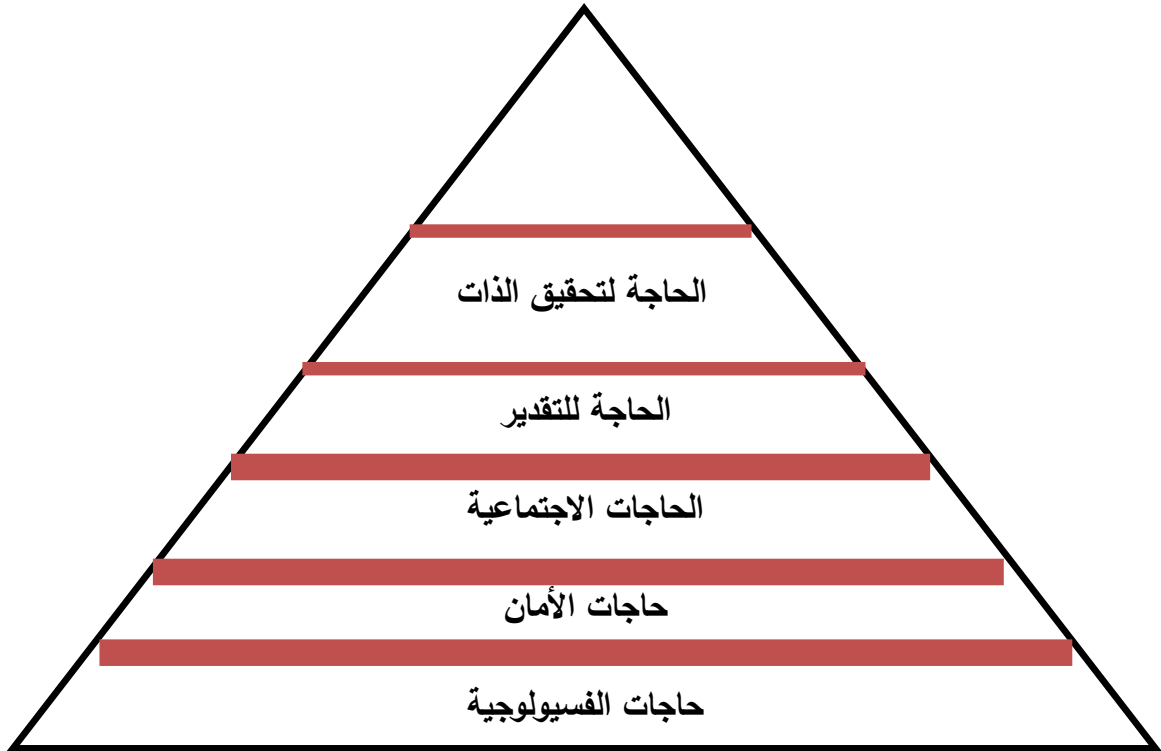 الحاجة لتحقيق الذات
الحاجة للتقدير
الحاجات الاجتماعية
حاجات الأمان
حاجات الفسيولوجية